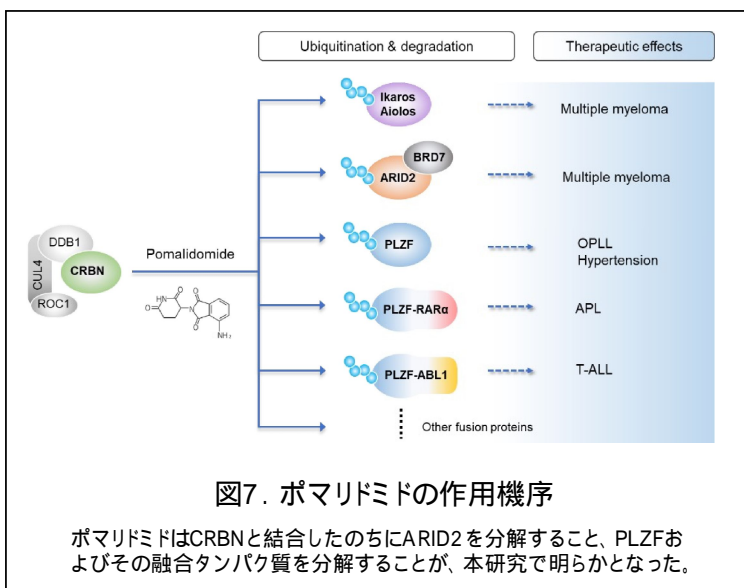 Ubiquitination & degradation
Therapeutic effects
Ikaros
Aiolos
Multiple myeloma
BRD7
ARID2
Multiple myeloma
DDB1
CUL4
CRBN
ROC1
Pomalidomide
PLZF
OPLL
Hypertension
O
HN
O
N
O
O
NH₂
PLZF-RARα
APL
PLZF-ABL1
T-ALL
Other fusion proteins
図7. ポマリドミドの作用機序
ポマリドミドはCRBNと結合したのちにARID2を分解すること、PLZFお
よびその融合タンパク質を分解することが、本研究で明らかとなった。